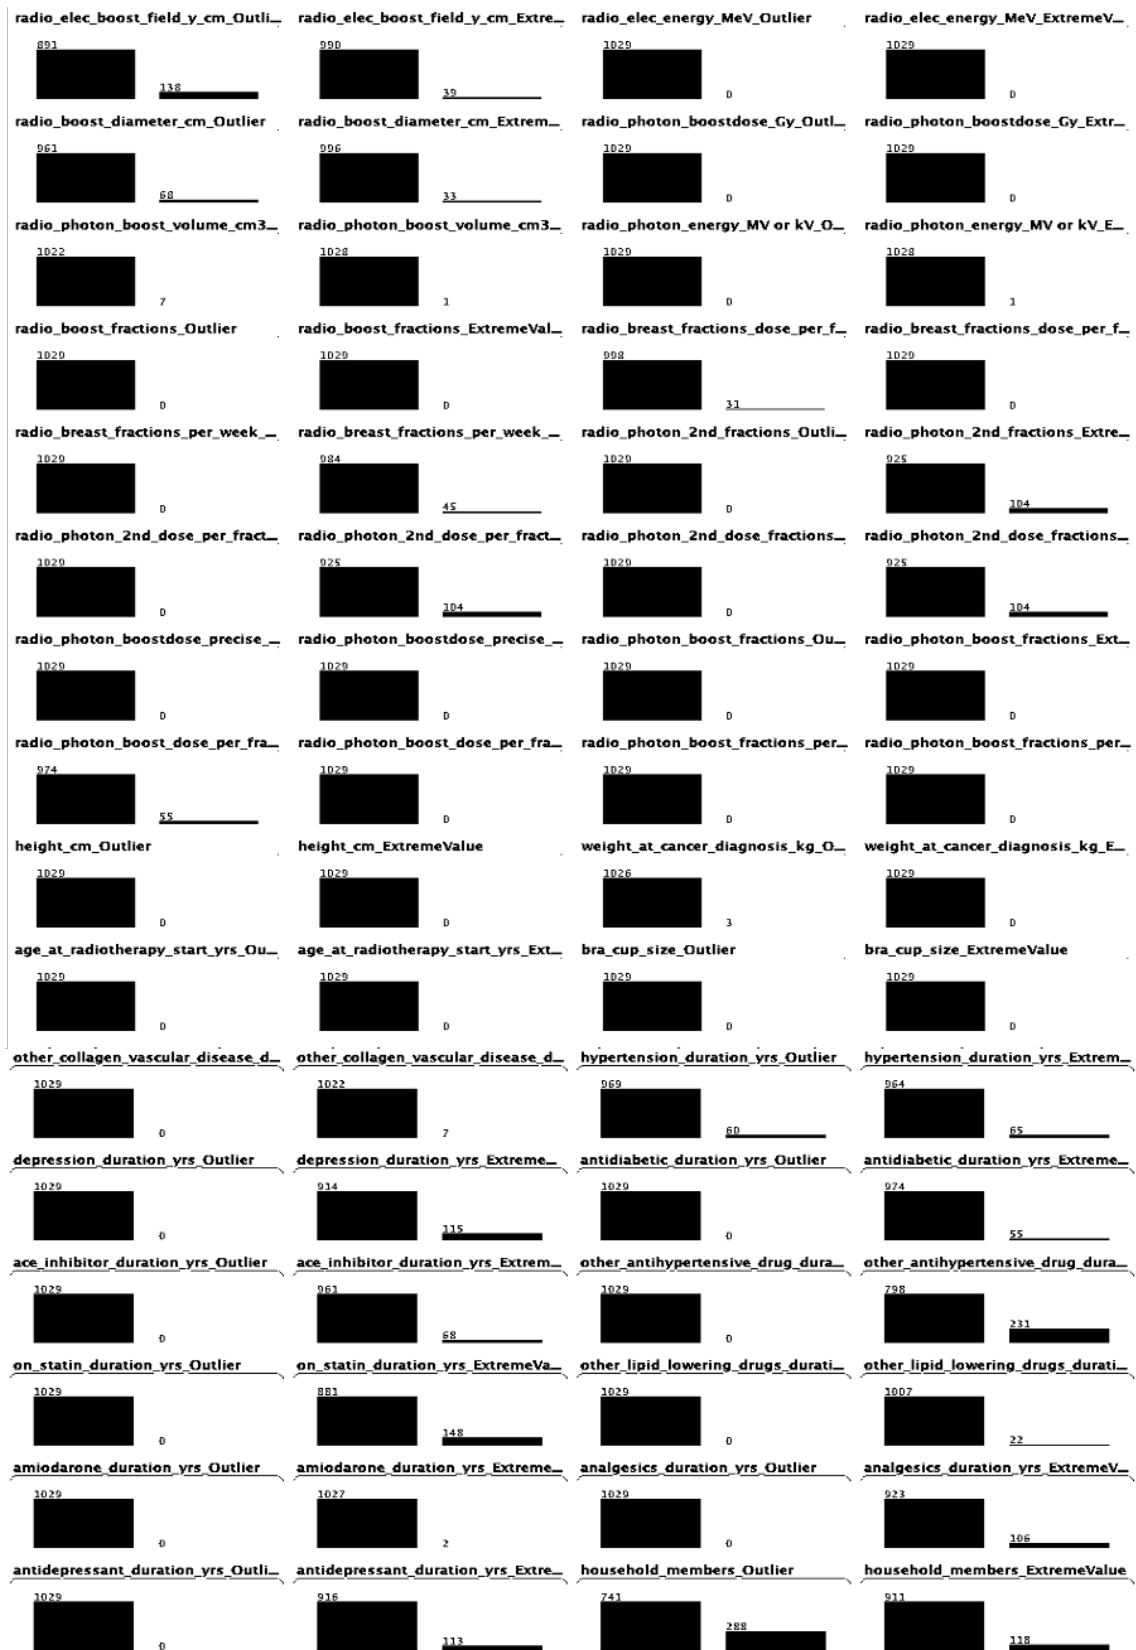 radio_elec_boost_field_y_cm_Outli... radio_elec_boost_field_y_cm_Extre... radio_elec_energy_MeV_Outlier radio_elec_energy_MeV_ExtremeV...
891 990 1029 1029
138 39 0 0
radio_boost_diameter_cm_Outlier radio_boost_diameter_cm_Extrem... radio_photon_boostdose_Gy_Outl... radio_photon_boostdose_Gy_Extr...
961 996 1029 1029
68 33 0 0
radio_photon_boost_volume_cm3... radio_photon_boost_volume_cm3... radio_photon_energy_MV or kV_O... radio_photon_energy_MV or kV_E...
1022 1028 1029 1028
7 1 0 1
radio_boost_fractions_Outlier radio_boost_fractions_ExtremeVal... radio_breast_fractions_dose_per_f... radio_breast_fractions_dose_per_f...
1029 1029 998 1029
0 0 31 0
radio_breast_fractions_per_week_... radio_breast_fractions_per_week_... radio_photon_2nd_fractions_Outli... radio_photon_2nd_fractions_Extre...
1029 984 1029 925
0 45 0 104
radio_photon_2nd_dose_per_fract... radio_photon_2nd_dose_per_fract... radio_photon_2nd_dose_fractions... radio_photon_2nd_dose_fractions...
1029 925 1029 925
0 104 0 104
radio_photon_boostdose_precise_... radio_photon_boostdose_precise_... radio_photon_boost_fractions_Ou... radio_photon_boost_fractions_Ext...
1029 1029 1029 1029
0 0 0 0
radio_photon_boost_dose_per_fra... radio_photon_boost_dose_per_fra... radio_photon_boost_fractions_per... radio_photon_boost_fractions_per...
974 1029 1029 1029
55 0 0 0
height_cm_Outlier height_cm_ExtremeValue weight_at_cancer_diagnosis_kg_O... weight_at_cancer_diagnosis_kg_E...
1029 1029 1026 1029
0 0 3 0
age_at_radiotherapy_start_yrs_Ou... age_at_radiotherapy_start_yrs_Ext... bra_cup_size_Outlier bra_cup_size_ExtremeValue
1029 1029 1029 1029
0 0 0 0
other_collagen_vascular_disease_d... other_collagen_vascular_disease_d... hypertension_duration_yrs_Outlier hypertension_duration_yrs_Extrem...
1029 1022 969 964
0 7 60 65
depression_duration_yrs_Outlier depression_duration_yrs_Extreme... antidiabetic_duration_yrs_Outlier antidiabetic_duration_yrs_Extreme...
1029 914 1029 974
0 115 0 55
ace_inhibitor_duration_yrs_Outlier ace_inhibitor_duration_yrs_Extrem... other_antihypertensive_drug_dura... other_antihypertensive_drug_dura...
1029 961 1029 798
0 68 0 231
on_statin_duration_yrs_Outlier on_statin_duration_yrs_ExtremeVa... other_lipid_lowering_drugs_durati... other_lipid_lowering_drugs_durati...
1029 881 1029 1007
0 148 0 22
amiodarone_duration_yrs_Outlier amiodarone_duration_yrs_Extreme... analgesics_duration_yrs_Outlier analgesics_duration_yrs_ExtremeV...
1029 1027 1029 923
0 2 0 106
antidepressant_duration_yrs_Outli... antidepressant_duration_yrs_Extre... household_members_Outlier household_members_ExtremeValue
1029 916 741 911
0 113 288 118